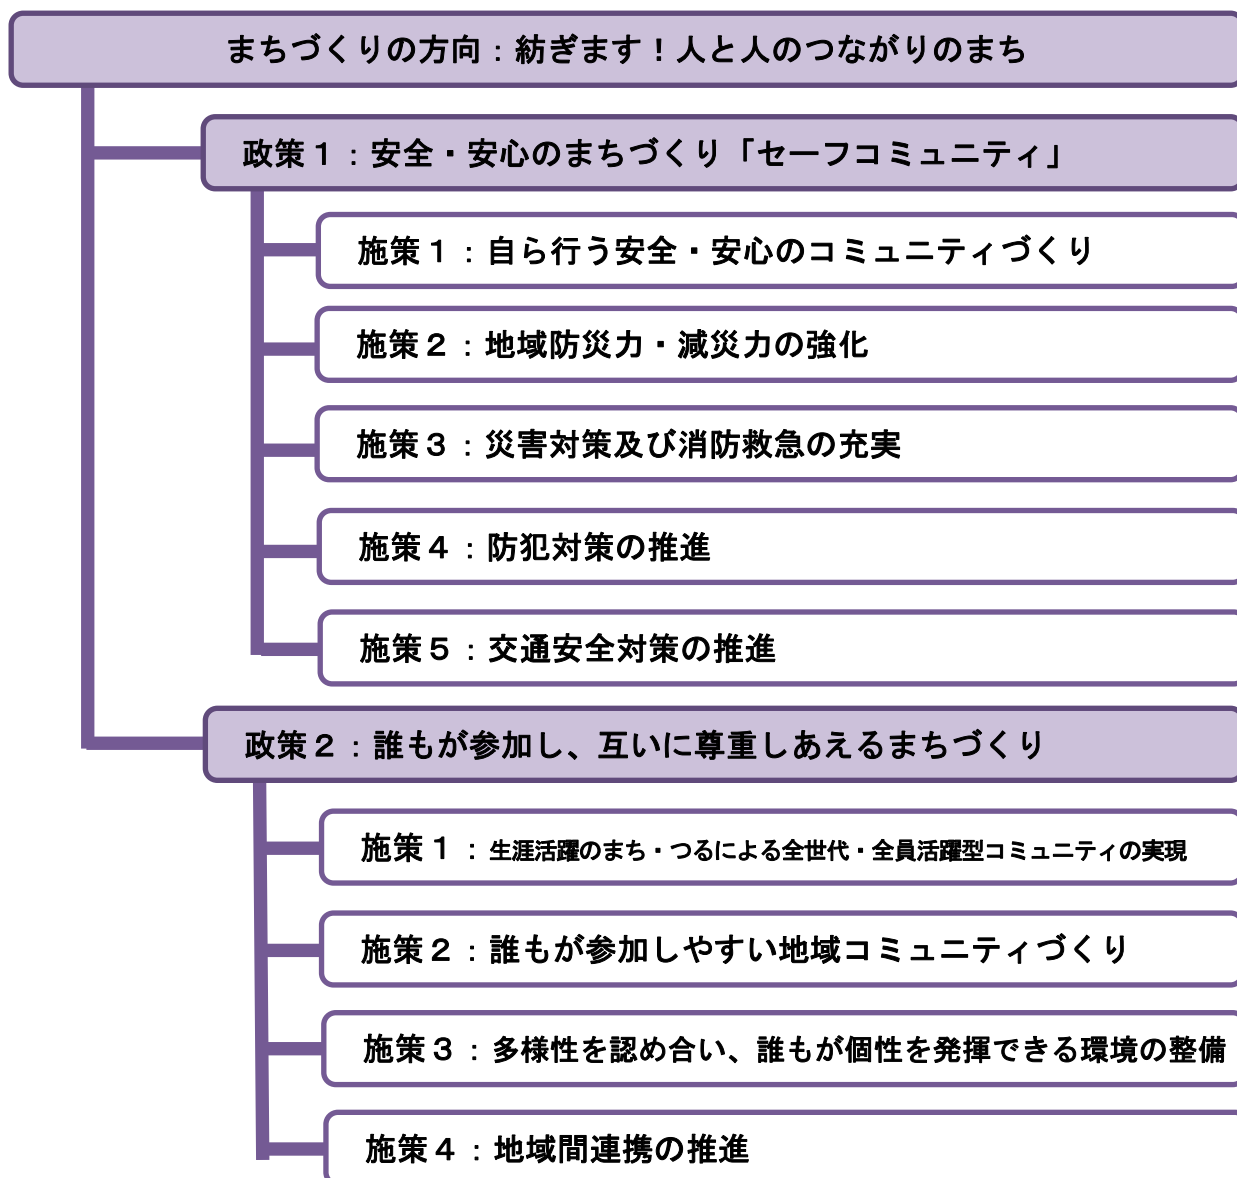 まちづくりの方向：紡ぎます！人と人のつながりのまち
政策１：安全・安心のまちづくり「セーフコミュニティ」
施策１：自ら行う安全・安心のコミュニティづくり
施策２：地域防災力・減災力の強化
施策３：災害対策及び消防救急の充実
施策４：防犯対策の推進
施策５：交通安全対策の推進
政策２：誰もが参加し、互いに尊重しあえるまちづくり
施策１：生涯活躍のまち・つるによる全世代・全員活躍型コミュニティの実現
施策２：誰もが参加しやすい地域コミュニティづくり
施策３：多様性を認め合い、誰もが個性を発揮できる環境の整備
施策４：地域間連携の推進